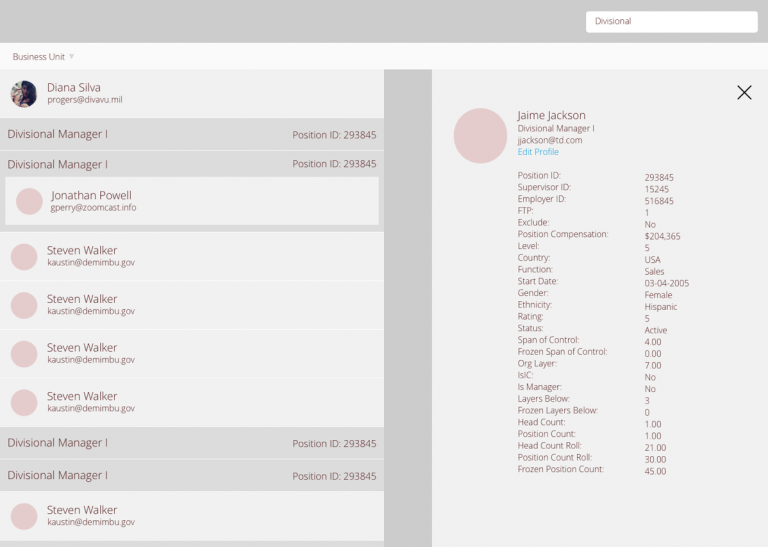 Divisional
Business Unit
Diana Silva
progers@divavu.mil
Divisional Manager I Position ID: 293845
Divisional Manager I Position ID: 293845
Jonathan Powell
gperry@zoomcast.info
Steven Walker
kaustin@demimbu.gov
Steven Walker
kaustin@demimbu.gov
Steven Walker
kaustin@demimbu.gov
Steven Walker
kaustin@demimbu.gov
Divisional Manager I Position ID: 293845
Divisional Manager I Position ID: 293845
Steven Walker
kaustin@demimbu.gov
Jaime Jackson
Divisional Manager I
jjackson@td.com
Edit Profile
Position ID: 293845
Supervisor ID: 15245
Employer ID: 516845
FTP: 1
Exclude: No
Position Compensation: $204,365
Level: 5
Country: USA
Function: Sales
Start Date: 03-04-2005
Gender: Female
Ethnicity: Hispanic
Rating: 5
Status: Active
Span of Control: 4.00
Frozen Span of Control: 0.00
Org Layer: 7.00
IsIC: No
Is Manager: No
Layers Below: 3
Frozen Layers Below: 0
Head Count: 1.00
Position Count: 1.00
Head Count Roll: 21.00
Position Count Roll: 30.00
Frozen Position Count: 45.00